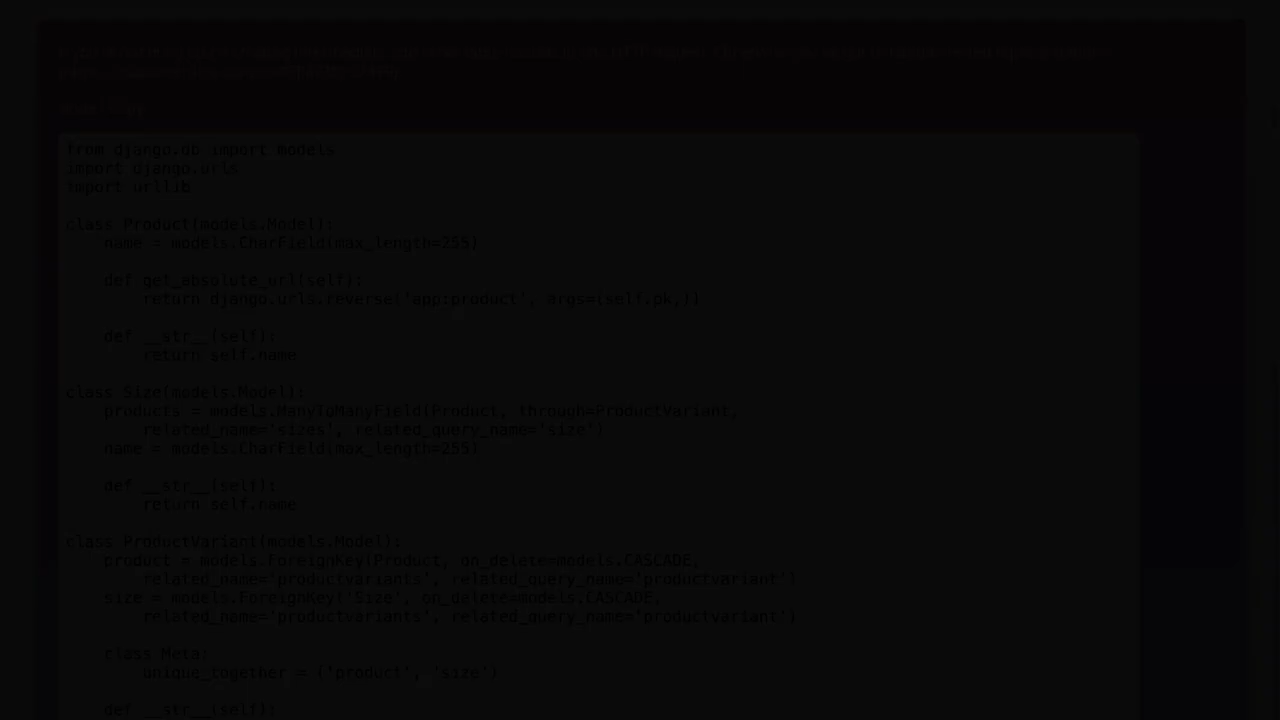 from django.db import models
import django.urls
import urllib
class Product(models.Model):
    name = models.CharField(max_length=255)
    def get_absolute_url(self):
        return django.urls.reverse('app:product', args=(self.pk,))
    def __str__(self):
        return self.name
class Size(models.Model):
    products = models.ManyToManyField(Product, through=ProductVariant,
        related_name='sizes', related_query_name='size')
    name = models.CharField(max_length=255)
    def __str__(self):
        return self.name
class ProductVariant(models.Model):
    product = models.ForeignKey(Product, on_delete=models.CASCADE,
        related_name='productvariants', related_query_name='productvariant')
    size = models.ForeignKey('Size', on_delete=models.CASCADE,
        related_name='productvariants', related_query_name='productvariant')
    class Meta:
        unique_together = ('product', 'size')
    def __str__(self):